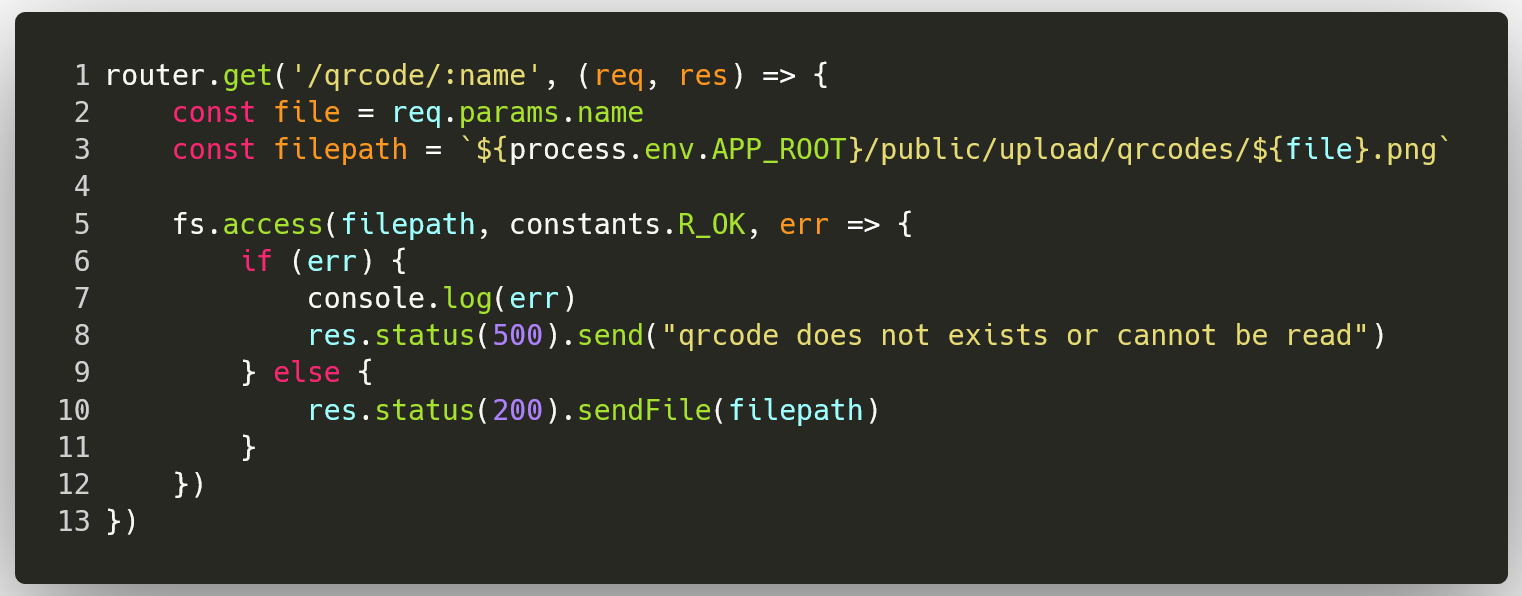 1 router.get('/qrcode/:name', (req, res) => {
2     const file = req.params.name
3     const filepath = `${process.env.APP_ROOT}/public/upload/qrcodes/${file}.png`
4
5     fs.access(filepath, constants.R_OK, err => {
6         if (err) {
7             console.log(err)
8             res.status(500).send("qrcode does not exists or cannot be read")
9         } else {
10             res.status(200).sendFile(filepath)
11         }
12     })
13 })